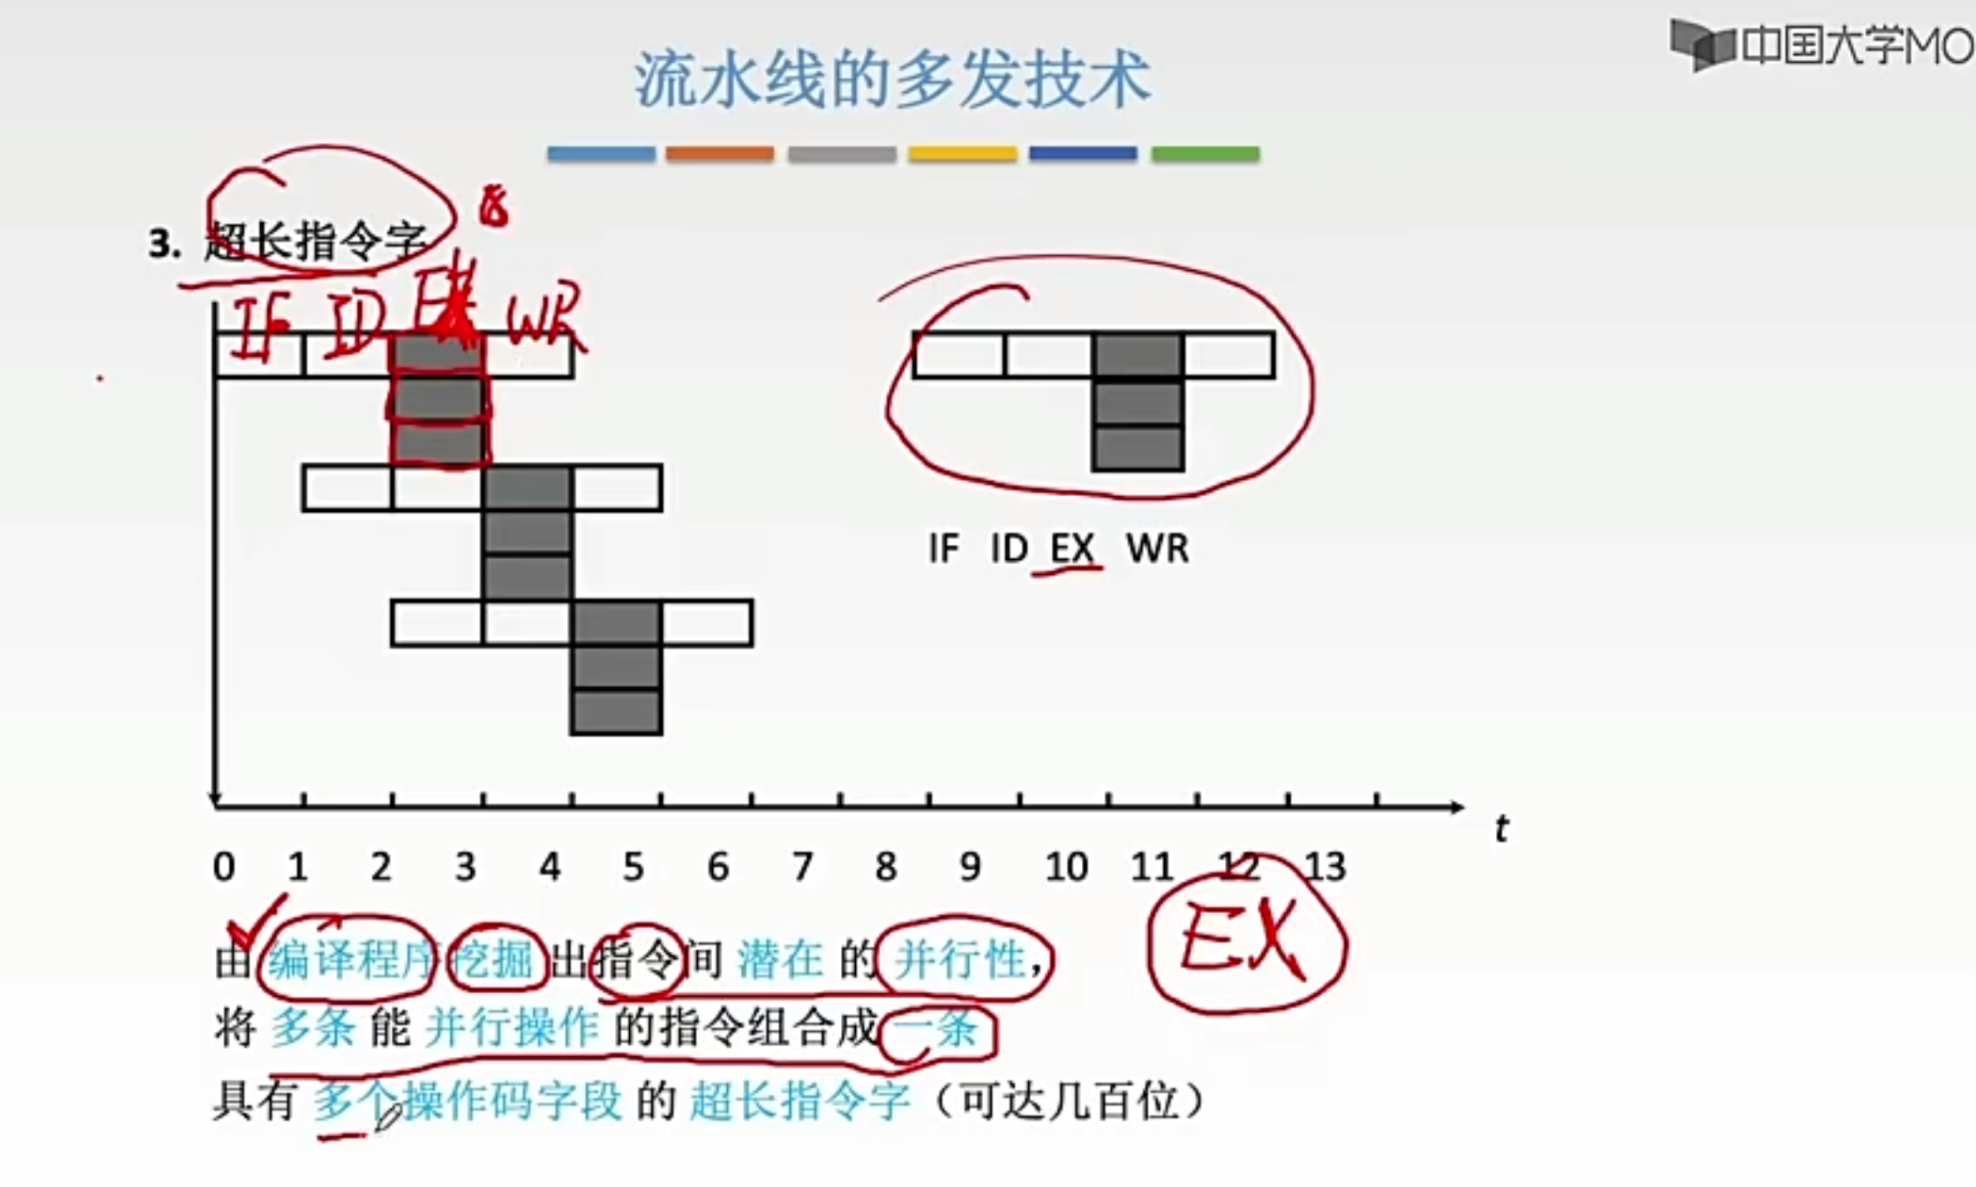 中国大学MO
流水线的多发技术
3. 超长指令字
IF ID EX WR
IF ID EX WR
t
0 1 2 3 4 5 6 7 8 9 10 11 12 13
EX
由 编译程序 挖掘 出指令间 潜在 的 并行性，
将 多条 能 并行操作 的指令组合成 一条
具有 多个操作码字段 的 超长指令字（可达几百位）